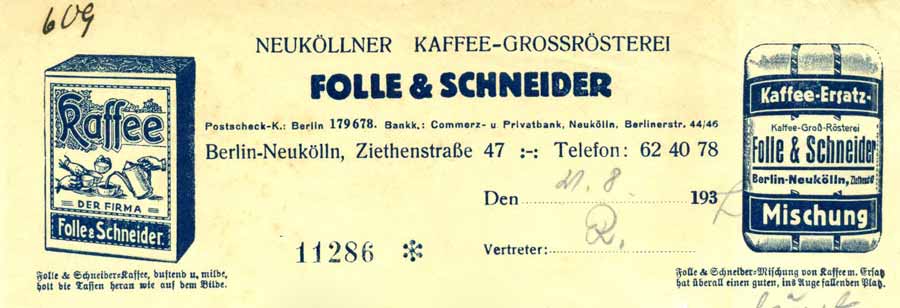 609
NEUKÖLLNER KAFFEE-GROSSRÖSTEREI
FOLLE & SCHNEIDER
Postscheck-K.: Berlin 179678. Bankk.: Commerz- u Privatbank, Neukölln, Berlinerstr. 44/46
Berlin-Neukölln, Ziethenstraße 47 :-: Telefon: 62 40 78
Den 21. 8. 193
Vertreter: R.
11286 ✻
Kaffee
DER FIRMA
Folle & Schneider.
Folle & Schneider-Kaffee, duftend u. milde,
holt die Tassen heran wie auf dem Bilde.
Kaffee-Ersatz-
Kaffee-Groß-Rösterei
Folle & Schneider
Berlin-Neukölln, Ziethenstr.
Mischung
Folle & Schneider-Mischung von Kaffee m. Ersatz
hat überall einen guten, ins Auge fallenden Platz.